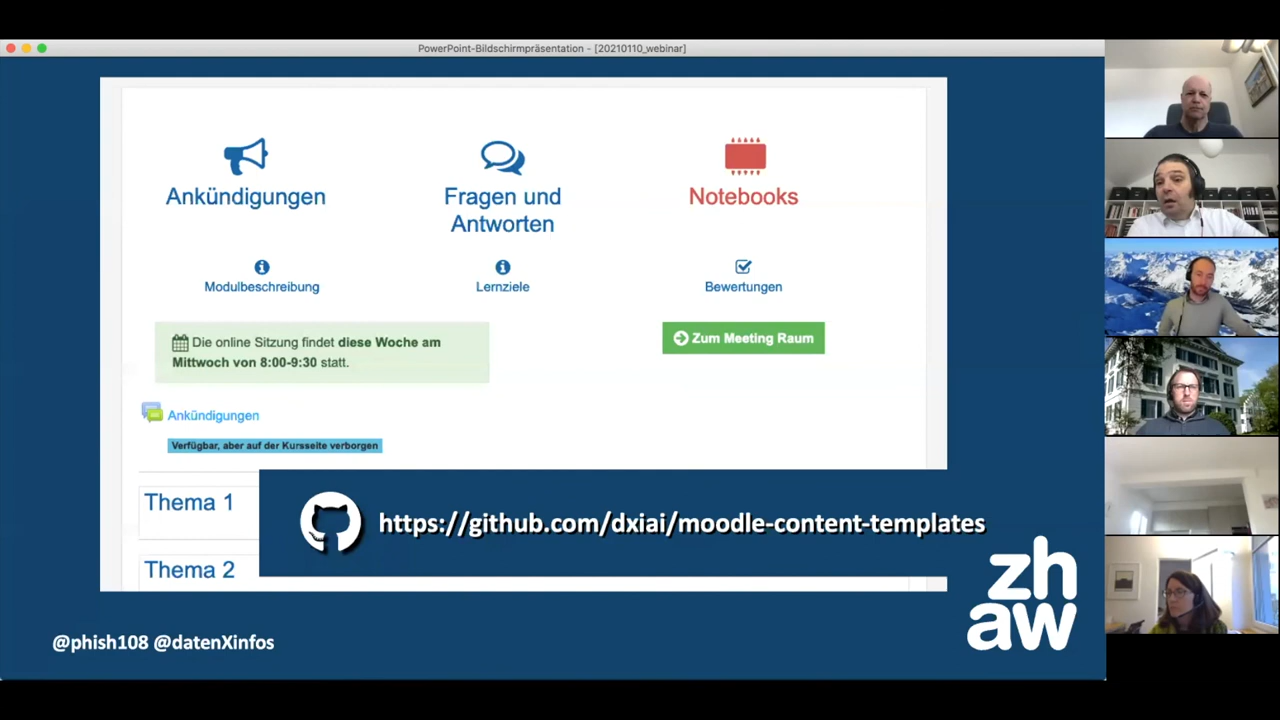 PowerPoint-Bildschirmpräsentation - [20210110_webinar]
Ankündigungen
Fragen und
Antworten
Notebooks
Modulbeschreibung
Lernziele
Bewertungen
Die online Sitzung findet diese Woche am
Mittwoch von 8:00-9:30 statt.
Zum Meeting Raum
Ankündigungen
Verfügbar, aber auf der Kursseite verborgen
Thema 1
https://github.com/dxiai/moodle-content-templates
Thema 2
zh
aw
@phish108 @datenXinfos